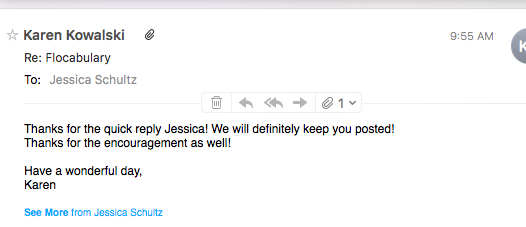 Karen Kowalski
9:55 AM
K
Re: Flocabulary
To: Jessica Schultz
1
Thanks for the quick reply Jessica! We will definitely keep you posted!
Thanks for the encouragement as well!
Have a wonderful day,
Karen
See More from Jessica Schultz